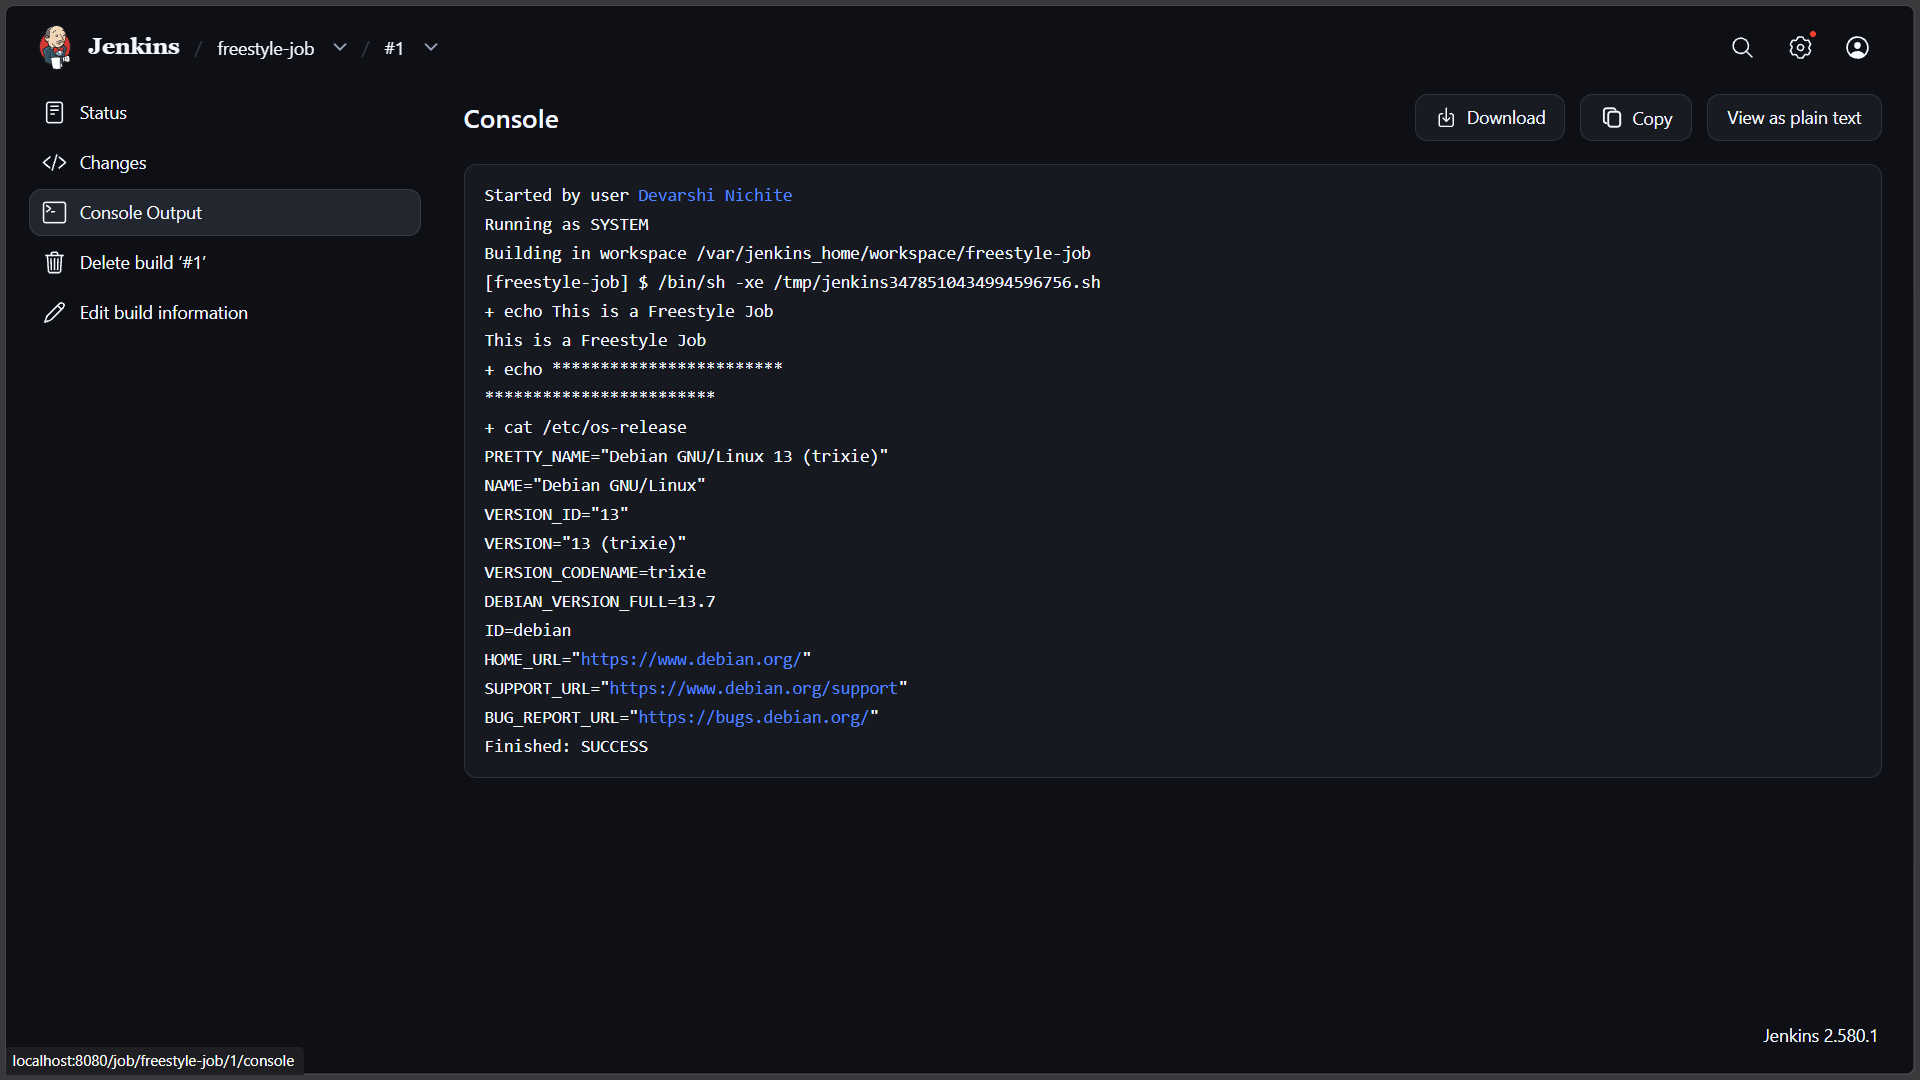 Jenkins / freestyle-job / #1
Status
Changes
Console Output
Delete build ‘#1’
Edit build information
Console
Download
Copy
View as plain text
Started by user Devarshi Nichite
Running as SYSTEM
Building in workspace /var/jenkins_home/workspace/freestyle-job
[freestyle-job] $ /bin/sh -xe /tmp/jenkins3478510434994596756.sh
+ echo This is a Freestyle Job
This is a Freestyle Job
+ echo ************************
************************
+ cat /etc/os-release
PRETTY_NAME="Debian GNU/Linux 13 (trixie)"
NAME="Debian GNU/Linux"
VERSION_ID="13"
VERSION="13 (trixie)"
VERSION_CODENAME=trixie
DEBIAN_VERSION_FULL=13.7
ID=debian
HOME_URL="https://www.debian.org/"
SUPPORT_URL="https://www.debian.org/support"
BUG_REPORT_URL="https://bugs.debian.org/"
Finished: SUCCESS
Jenkins 2.580.1
localhost:8080/job/freestyle-job/1/console